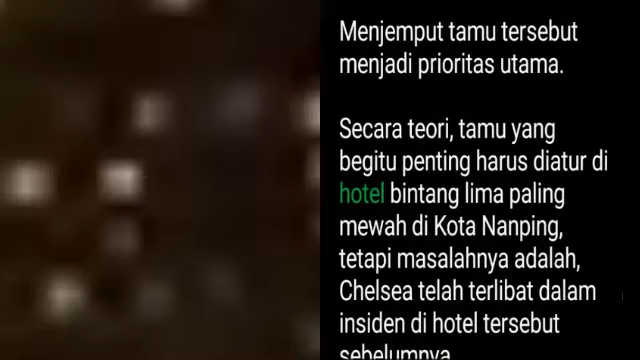 Menjemput tamu tersebut
menjadi prioritas utama.
Secara teori, tamu yang
begitu penting harus diatur di
hotel bintang lima paling
mewah di Kota Nanping,
tetapi masalahnya adalah,
Chelsea telah terlibat dalam
insiden di hotel tersebut
sebelumnya